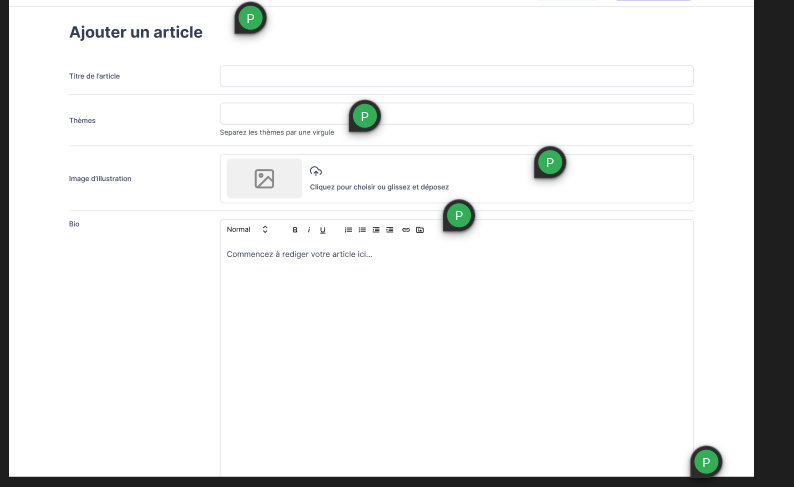 P
Ajouter un article
Titre de l'article
Thèmes
P
Separez les thèmes par une virgule
P
Image d'illustration
Cliquez pour choisir ou glissez et déposez
P
Bio
Normal B i U
Commencez à rediger votre article ici...
P